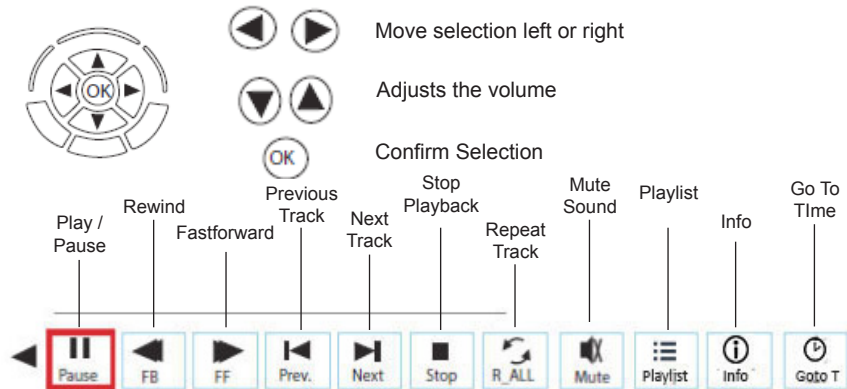 OK
Move selection left or right
Adjusts the volume
OK
Confirm Selection
Play /
Pause
Rewind
Fastforward
Previous
Track
Next
Track
Stop
Playback
Repeat
Track
Mute
Sound
Playlist
Info
Go To
TIme
Pause
FB
FF
Prev.
Next
Stop
R_ALL
Mute
Playlist
Info
Goto T